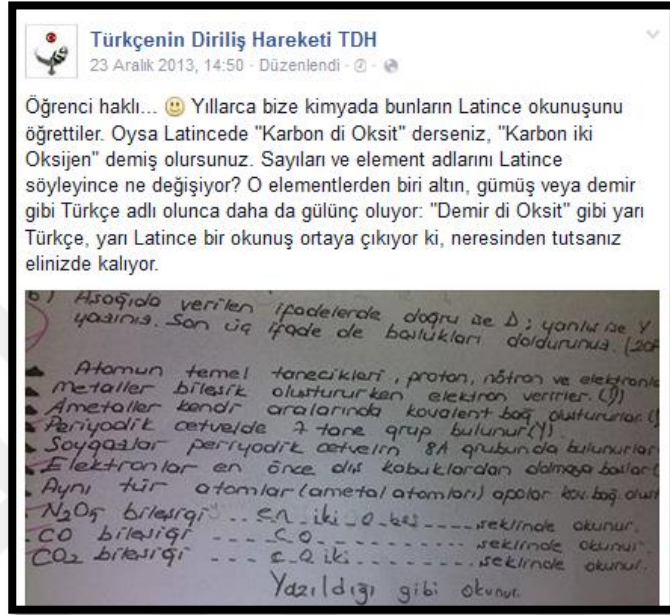 Türkçenin Diriliş Hareketi TDH
23 Aralık 2013, 14:50 · Düzenlendi ·
Öğrenci haklı... 🙂 Yıllarca bize kimyada bunların Latince okunuşunu
öğrettiler. Oysa Latincede "Karbon di Oksit" derseniz, "Karbon iki
Oksijen" demiş olursunuz. Sayıları ve element adlarını Latince
söyleyince ne değişiyor? O elementlerden biri altın, gümüş veya demir
gibi Türkçe adlı olunca daha da gülünç oluyor: "Demir di Oksit" gibi yarı
Türkçe, yarı Latince bir okunuş ortaya çıkıyor ki, neresinden tutsanız
elinizde kalıyor.
6) Aşağıda verilen ifadelerde doğru ise D; yanlış ise Y
yazınız. Son üç ifade de boşlukları doldurunuz. (20
Atomun temel tanecikleri, proton, nötron ve elektronla
Metaller bileşik oluştururken elektron verirler. (D)
Ametaller kendi aralarında kovalent bağ oluştururlar. (
Periyodik cetvelde 7 tane grup bulunur (Y).
Soygazlar periyodik cetvelin 8A grubunda bulunurlar
Elektronlar en önce dış kabuklardan dolmaya başlar (
Aynı tür atomlar (ametal atomları) apolar kov. bağ oluşt
N₂O₅ bileşiği .. en_iki_o_beş ---- şeklinde okunur.
CO bileşiği --- c o ---- şeklinde okunur.
CO₂ bileşiği --- c o iki ---- şeklinde okunur.
Yazıldığı gibi okunur.